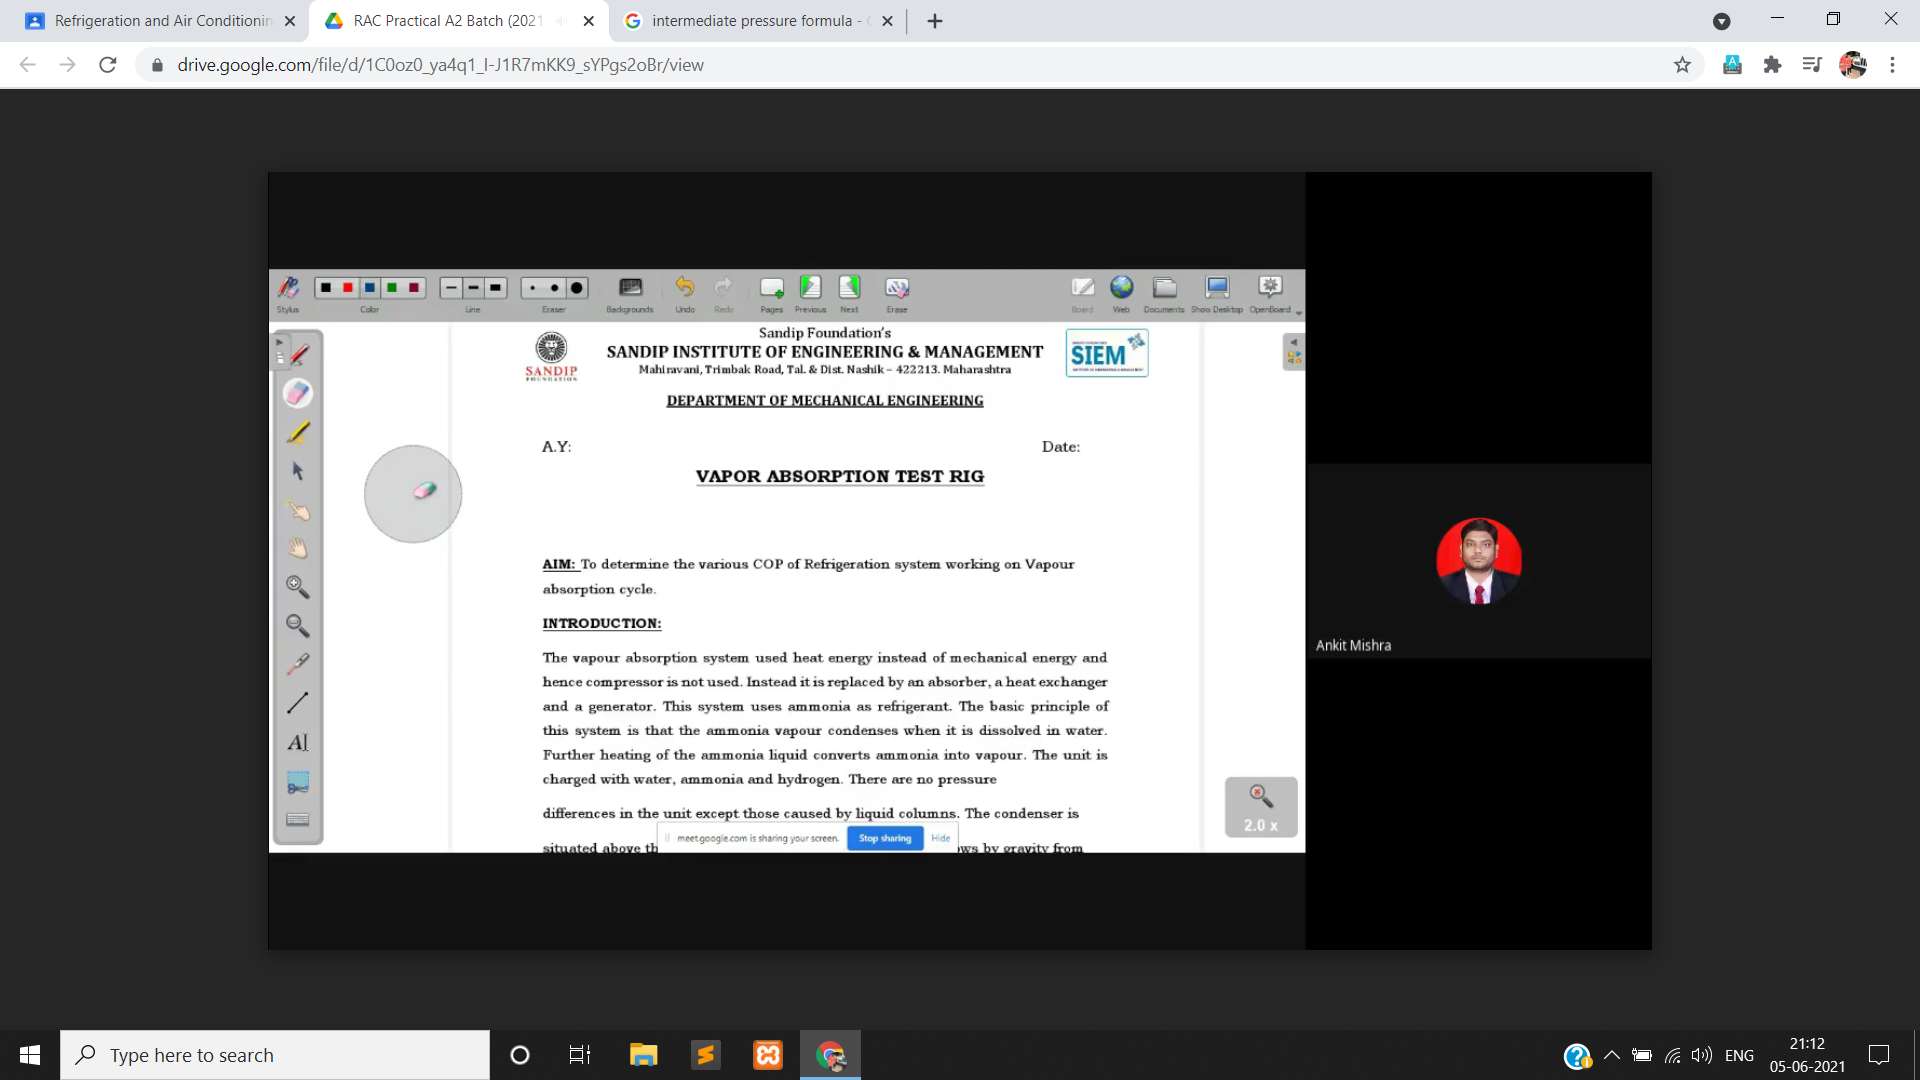 Refrigeration and Air Conditionin
RAC Practical A2 Batch (2021
intermediate pressure formula -
drive.google.com/file/d/1C0oz0_ya4q1_l-J1R7mKK9_sYPgs2oBr/view
Stylus
Color
Line
Eraser
Backgrounds
Undo
Redo
Pages
Previous
Next
Erase
Board
Web
Documents
Show Desktop
OpenBoard
SANDIP
FOUNDATION
Sandip Foundation's
SANDIP INSTITUTE OF ENGINEERING & MANAGEMENT
Mahiravani, Trimbak Road, Tal. & Dist. Nashik – 422213. Maharashtra
SIEM
DEPARTMENT OF MECHANICAL ENGINEERING
A.Y:
Date:
VAPOR ABSORPTION TEST RIG
AIM: To determine the various COP of Refrigeration system working on Vapour
absorption cycle.
INTRODUCTION:
The vapour absorption system used heat energy instead of mechanical energy and
hence compressor is not used. Instead it is replaced by an absorber, a heat exchanger
and a generator. This system uses ammonia as refrigerant. The basic principle of
this system is that the ammonia vapour condenses when it is dissolved in water.
Further heating of the ammonia liquid converts ammonia into vapour. The unit is
charged with water, ammonia and hydrogen. There are no pressure
differences in the unit except those caused by liquid columns. The condenser is
situated above th
ows by gravity from
meet.google.com is sharing your screen.
Stop sharing
Hide
AI
2.0 x
Ankit Mishra
Type here to search
ENG
21:12
05-06-2021